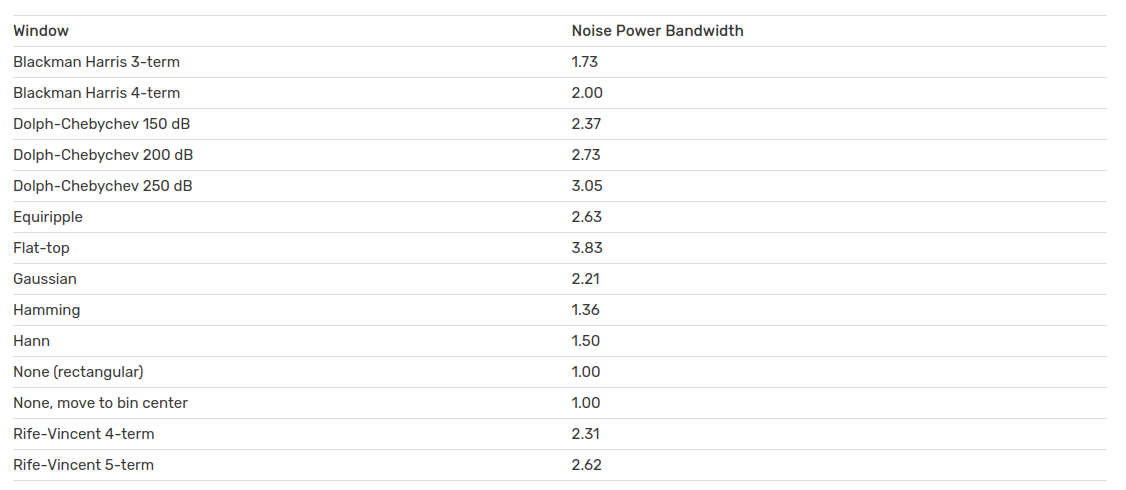 Window Noise Power Bandwidth
Blackman Harris 3-term 1.73
Blackman Harris 4-term 2.00
Dolph-Chebychev 150 dB 2.37
Dolph-Chebychev 200 dB 2.73
Dolph-Chebychev 250 dB 3.05
Equiripple 2.63
Flat-top 3.83
Gaussian 2.21
Hamming 1.36
Hann 1.50
None (rectangular) 1.00
None, move to bin center 1.00
Rife-Vincent 4-term 2.31
Rife-Vincent 5-term 2.62